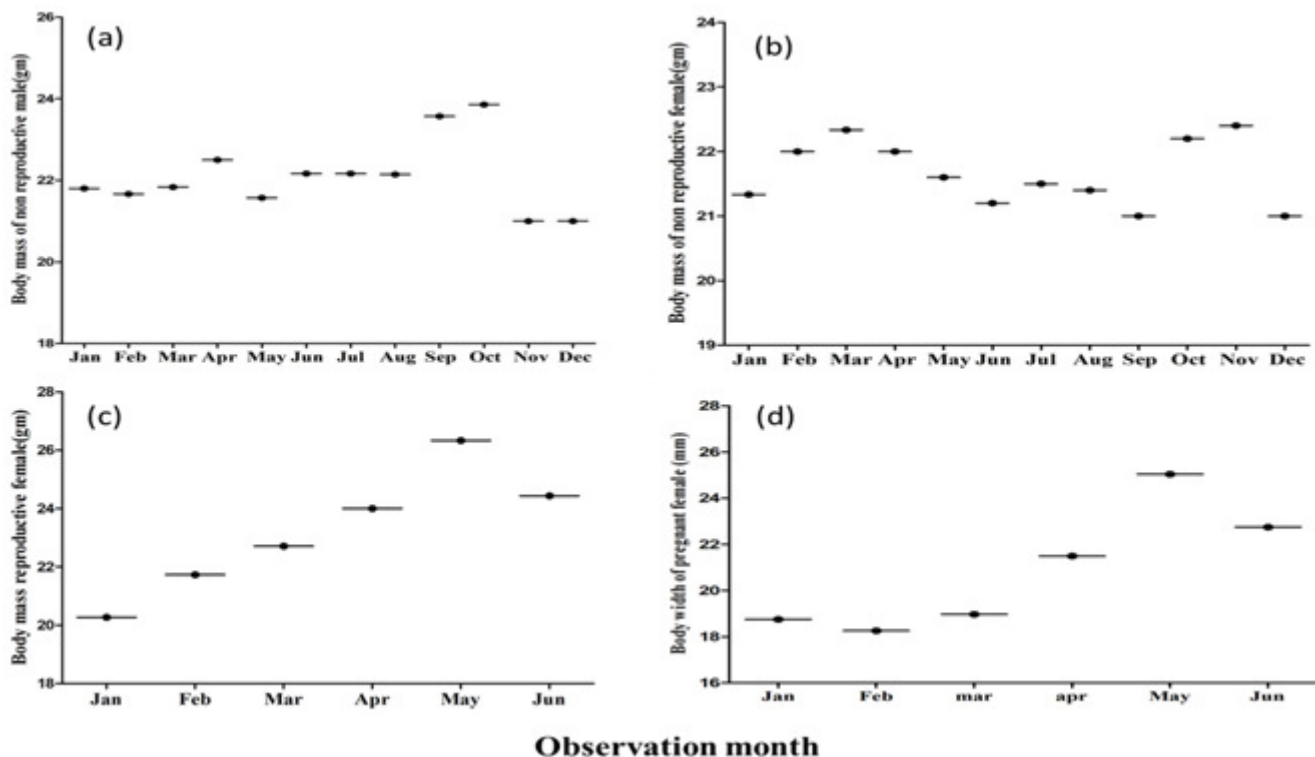 (a)
Body mass of non reproductive male(gm)
26
24
22
20
18
Jan Feb Mar Apr May Jun Jul Aug Sep Oct Nov Dec
(b)
Body mass of non reproductive female(gm)
24
23
22
21
20
19
Jan Feb Mar Apr May Jun Jul Aug Sep Oct Nov Dec
(c)
Body mass reproductive female(gm)
28
26
24
22
20
18
Jan Feb Mar Apr May Jun
(d)
Body width of pregnant female (mm)
28
26
24
22
20
18
16
Jan Feb mar apr May Jun
Observation month